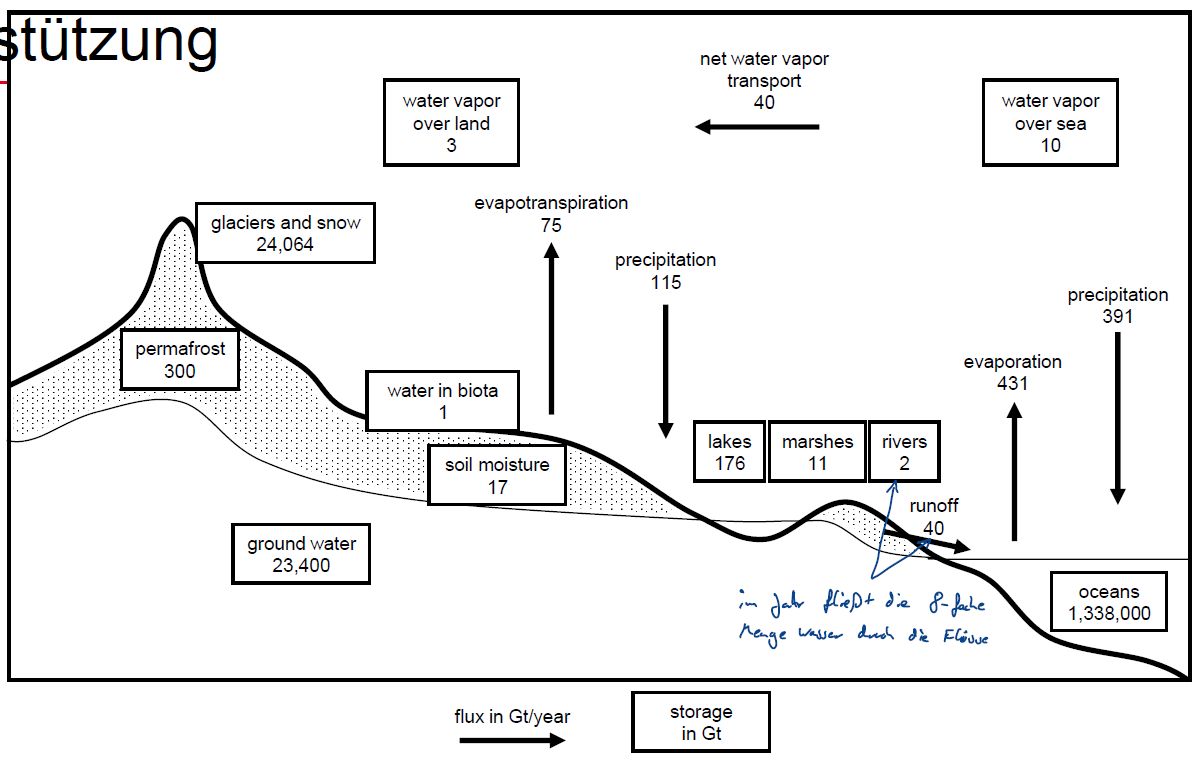 stützung
net water vapor
transport
40
water vapor
over land
3
water vapor
over sea
10
evapotranspiration
75
glaciers and snow
24,064
precipitation
115
precipitation
391
permafrost
300
evaporation
431
water in biota
1
lakes
176
marshes
11
rivers
2
soil moisture
17
runoff
40
ground water
23,400
oceans
1,338,000
im Jahr fließt die 8-fache
Menge wasser durch die Flüsse
flux in Gt/year
storage
in Gt